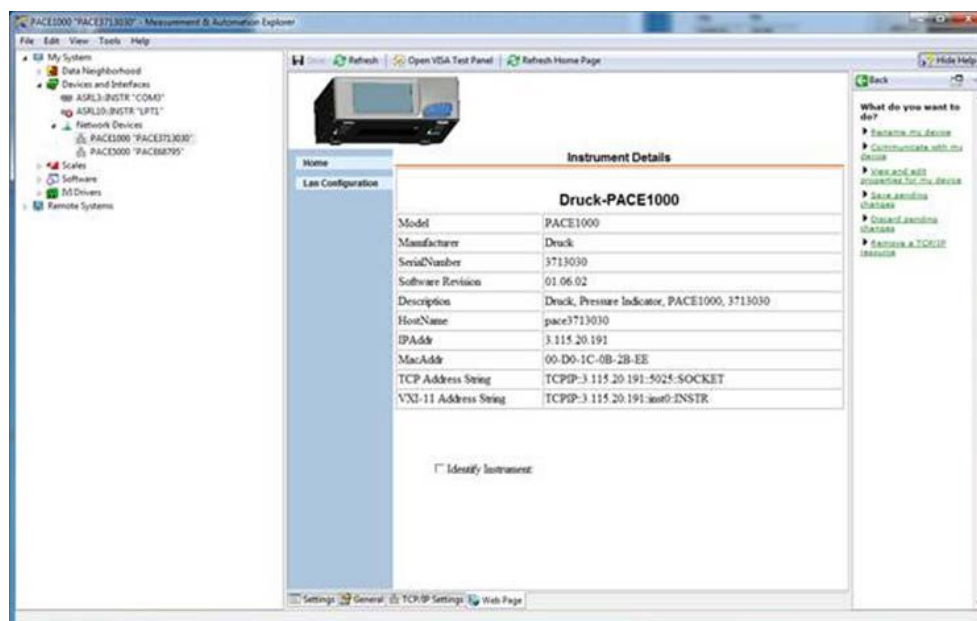 PACE1000 "PACE3713030" - Measurement & Automation Explorer
File Edit View Tools Help
My System
Data Neighborhood
Devices and Interfaces
ASRL3::INSTR "COM3"
ASRL10::INSTR "LPT1"
Network Devices
PACE1000 "PACE3713030"
PACE5000 "PACE68795"
Scales
Software
IVI Drivers
Remote Systems
Save Refresh Open VISA Test Panel Refresh Home Page Hide Help
Home
Lan Configuration
Instrument Details
Druck-PACE1000
Model PACE1000
Manufacturer Druck
SerialNumber 3713030
Software Revision 01.06.02
Description Druck, Pressure Indicator, PACE1000, 3713030
HostName pace3713030
IPAddr 3.115.20.191
MacAddr 00-D0-1C-0B-2B-EE
TCP Address String TCPIP::3.115.20.191::5025::SOCKET
VXI-11 Address String TCPIP::3.115.20.191::inst0::INSTR
Identify Instrument:
Settings General TCP/IP Settings Web Page
Back
What do you want to
do?
Rename my device
Communicate with my
device
View and edit
properties for my device
Save pending
changes
Discard pending
changes
Remove a TCP/IP
resource